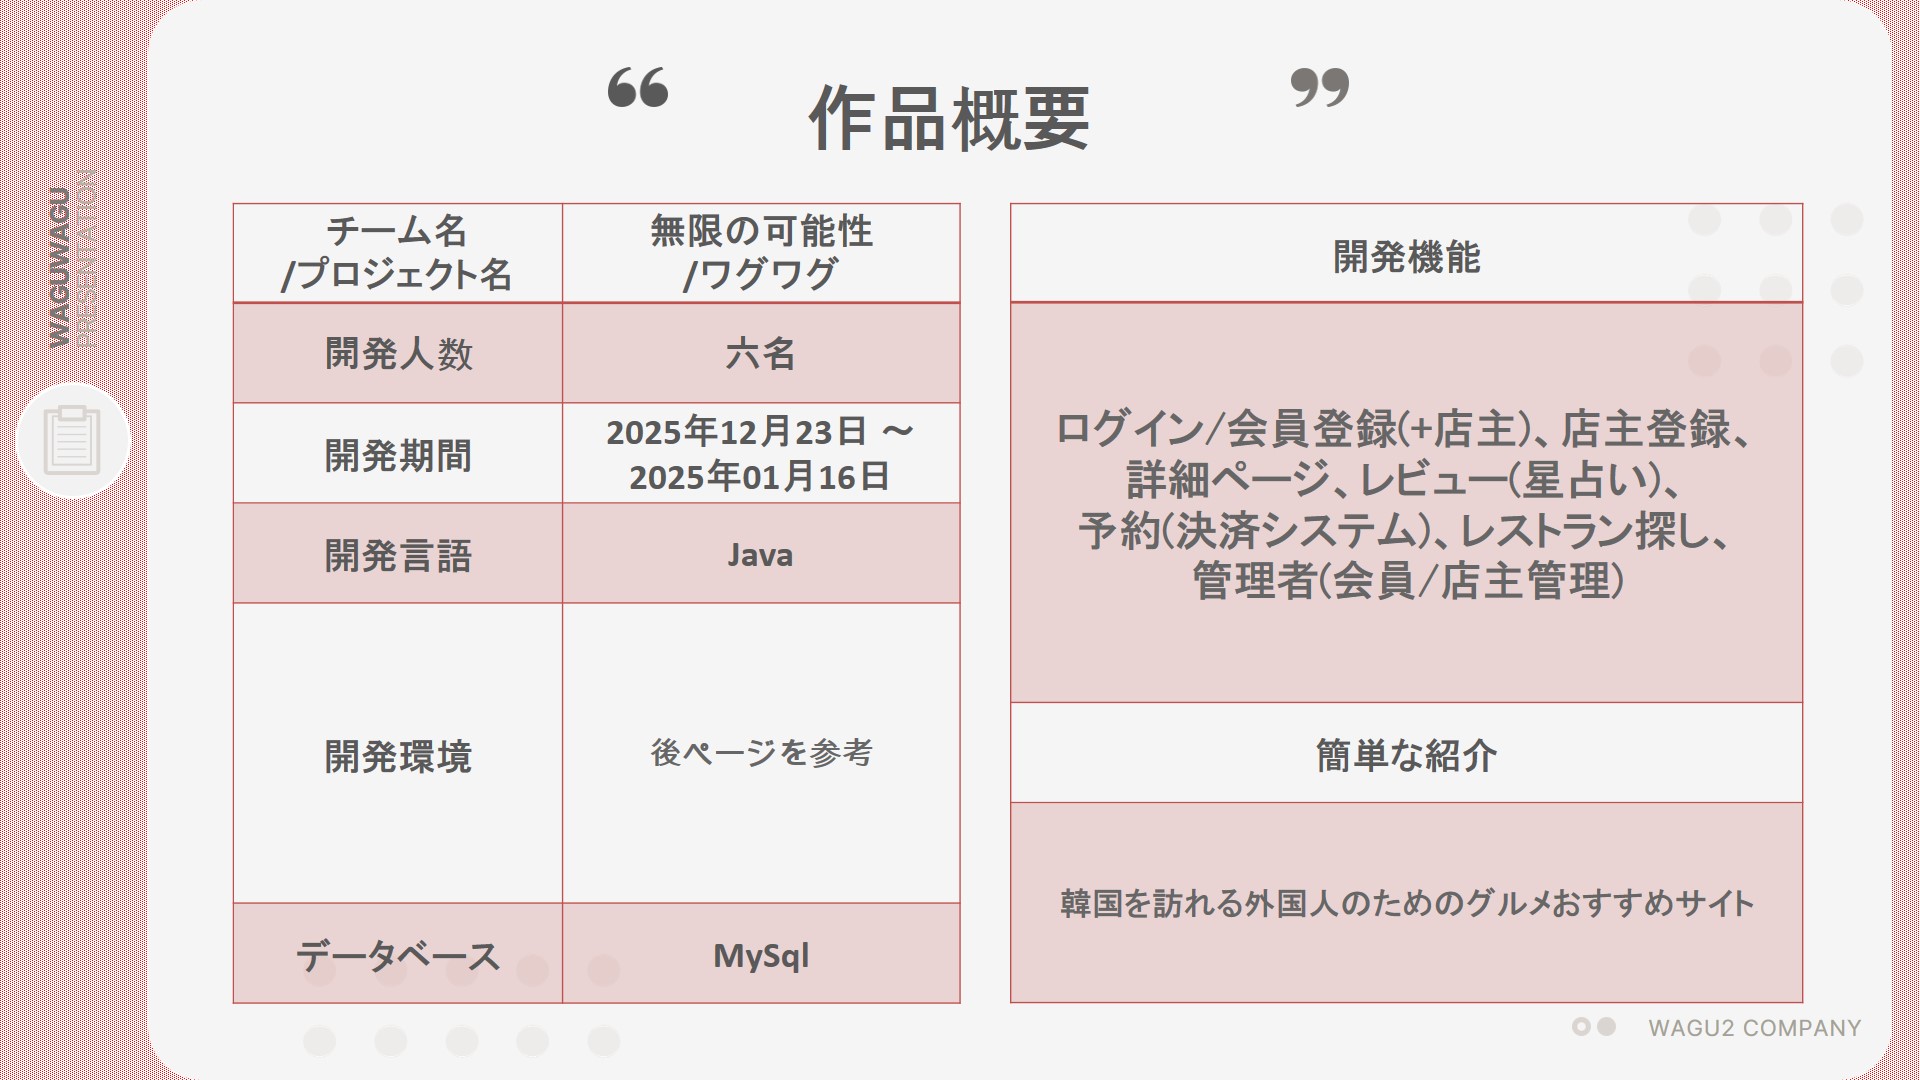 WAGUWAGU
PRESENTATION
“ 作品概要 ”
チーム名
/プロジェクト名
無限の可能性
/ワグワグ
開発人数
六名
開発期間
2025年12月23日 ～
2025年01月16日
開発言語
Java
開発環境
後ページを参考
データベース
MySql
開発機能
ログイン/会員登録(+店主)、店主登録、
詳細ページ、レビュー(星占い)、
予約(決済システム)、レストラン探し、
管理者(会員/店主管理)
簡単な紹介
韓国を訪れる外国人のためのグルメおすすめサイト
WAGU2 COMPANY